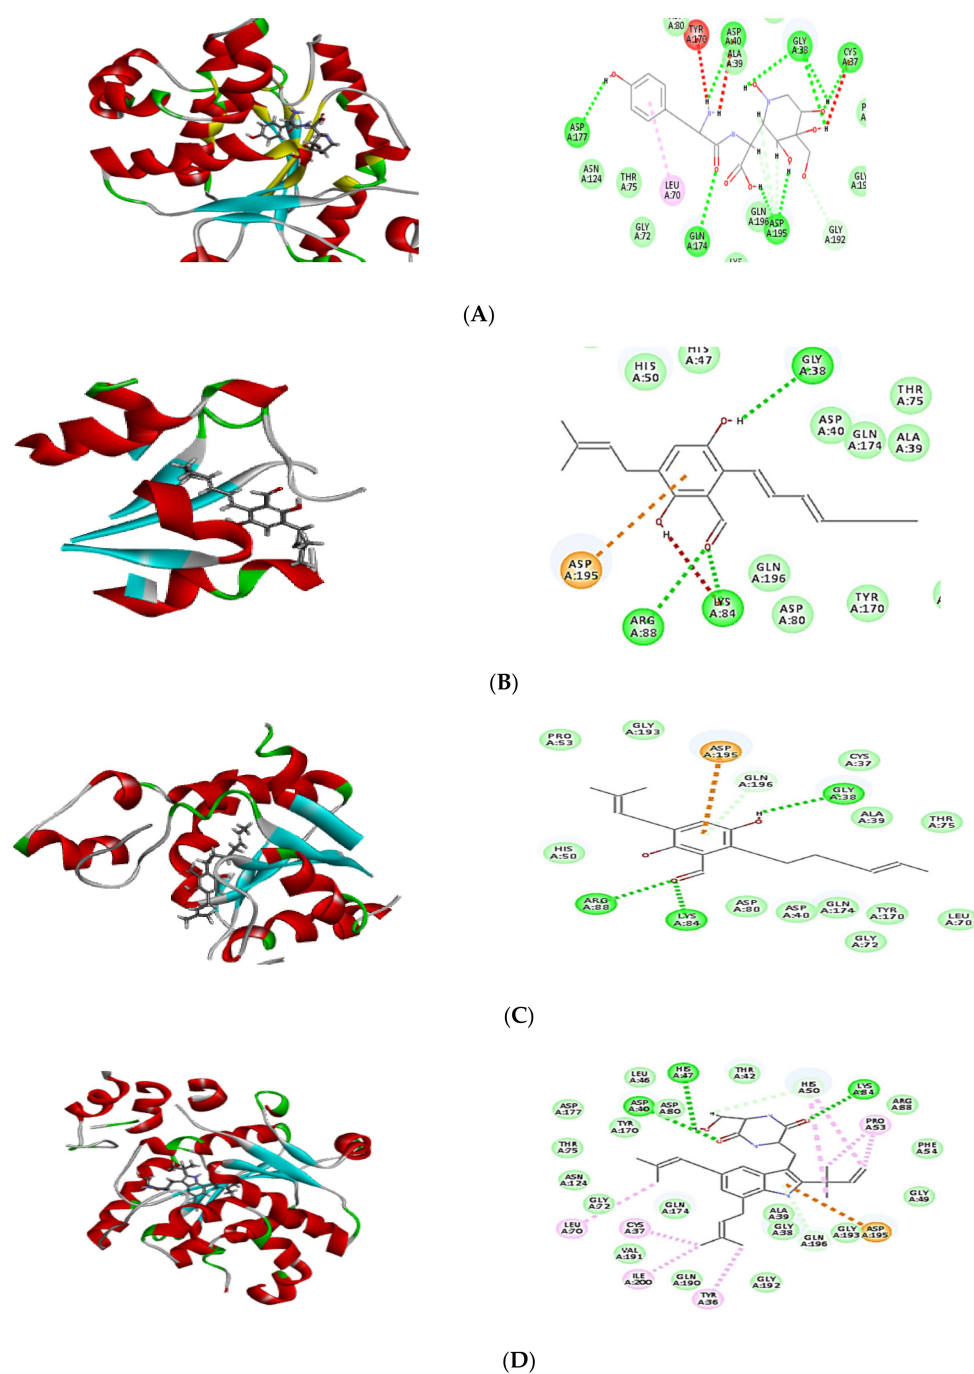 A:80
TYR
A:170
ASP
A:40
ALA
A:39
GLY
A:38
CYS
A:37
H
O
H
N
H
H
O
N
O
ASP
A:177
ASN
A:124
THR
A:75
LEU
A:70
GLY
A:72
GLN
A:174
GLN
A:196
ASP
A:195
GLY
A:192
(A)
HIS
A:50
HIS
A:47
GLY
A:38
THR
A:75
ASP
A:40
GLN
A:174
ALA
A:39
O-H
O
H
O
ASP
A:195
GLN
A:196
LYS
A:84
ARG
A:88
ASP
A:80
TYR
A:170
(B)
PRO
A:53
GLY
A:193
ASP
A:195
GLN
A:196
CYS
A:37
GLY
A:38
ALA
A:39
THR
A:75
H
O
HIS
A:50
O
O
ARG
A:88
LYS
A:84
ASP
A:80
ASP
A:40
GLN
A:174
TYR
A:170
GLY
A:72
LEU
A:70
(C)
LEU
A:46
HIS
A:47
THR
A:42
HIS
A:50
LYS
A:84
ARG
A:88
ASP
A:177
ASP
A:40
ASP
A:80
TYR
A:170
PRO
A:53
THR
A:75
PHE
A:54
ASN
A:124
GLY
A:72
GLN
A:174
GLY
A:49
LEU
A:70
CYS
A:37
ALA
A:39
GLY
A:38
GLN
A:196
GLY
A:193
ASP
A:195
VAL
A:191
ILE
A:200
GLN
A:190
TYR
A:36
GLY
A:192
(D)